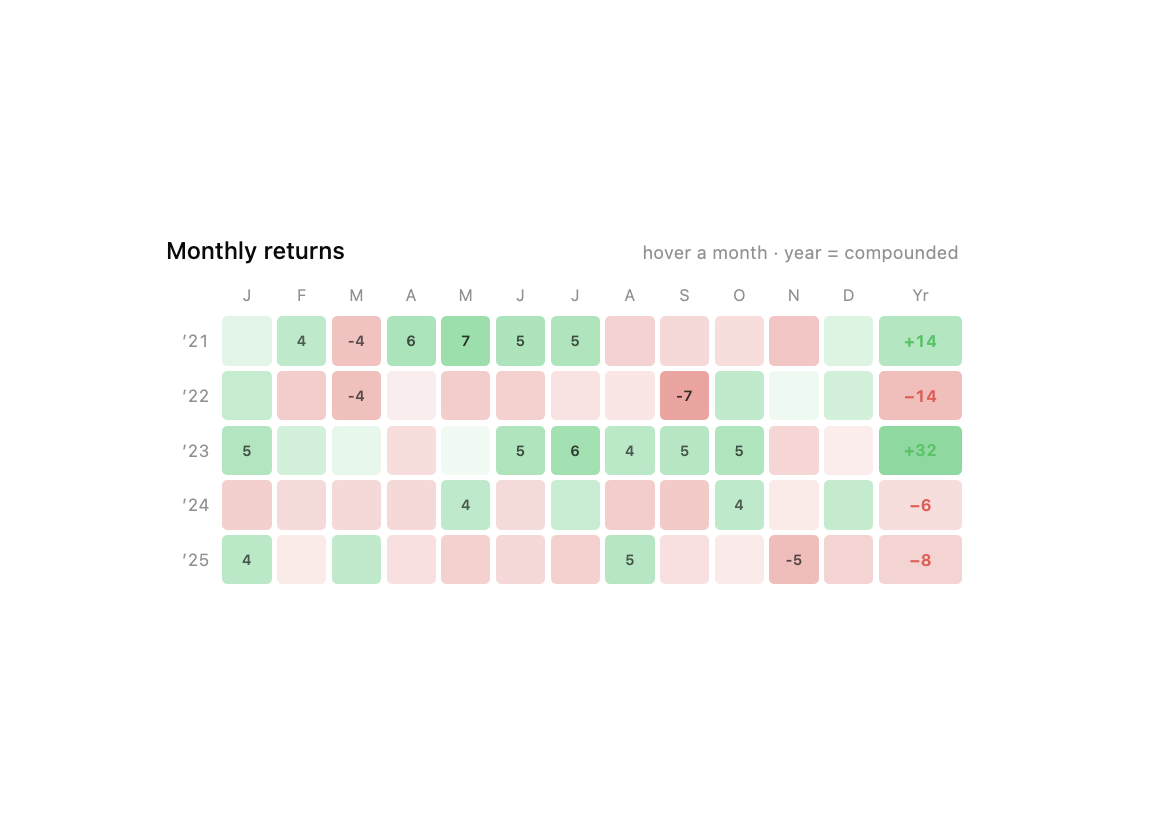 Monthly returns hover a month · year = compounded
J F M A M J J A S O N D Yr
’21 4 -4 6 7 5 5 +14
’22 -4 -7 −14
’23 5 5 6 4 5 5 +32
’24 4 4 −6
’25 4 5 -5 −8